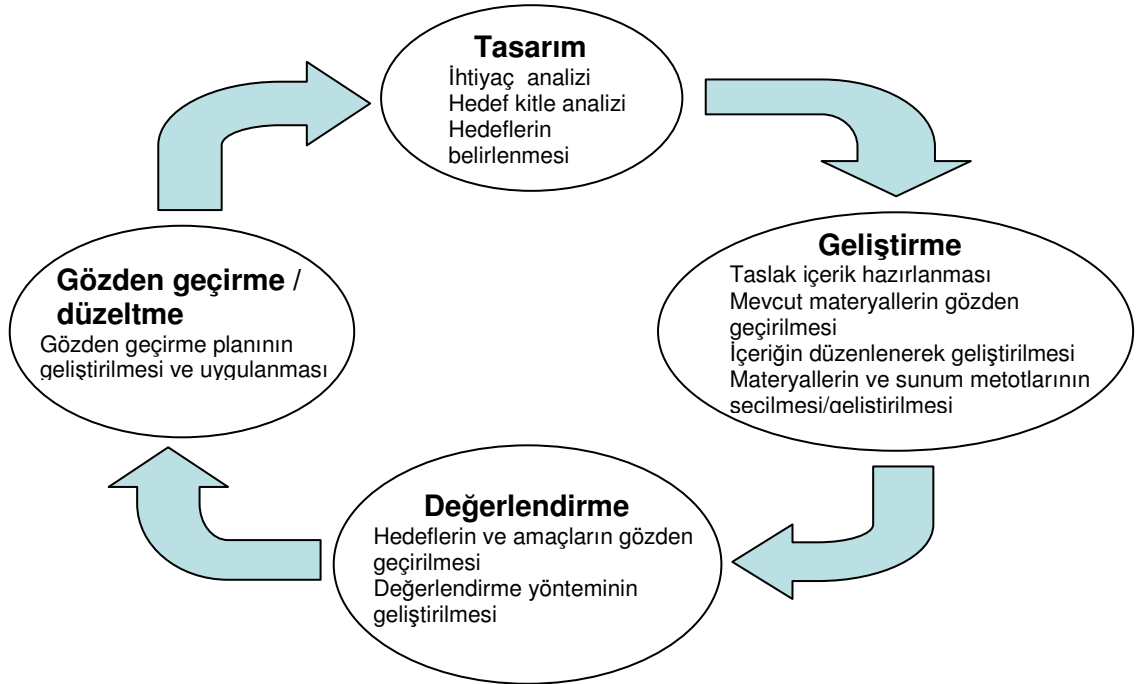 Tasarım
İhtiyaç analizi
Hedef kitle analizi
Hedeflerin
belirlenmesi
Geliştirme
Taslak içerik hazırlanması
Mevcut materyallerin gözden
geçirilmesi
İçeriğin düzenlenerek geliştirilmesi
Materyallerin ve sunum metotlarının
seçilmesi/geliştirilmesi
Değerlendirme
Hedeflerin ve amaçların gözden
geçirilmesi
Değerlendirme yönteminin
geliştirilmesi
Gözden geçirme /
düzeltme
Gözden geçirme planının
geliştirilmesi ve uygulanması